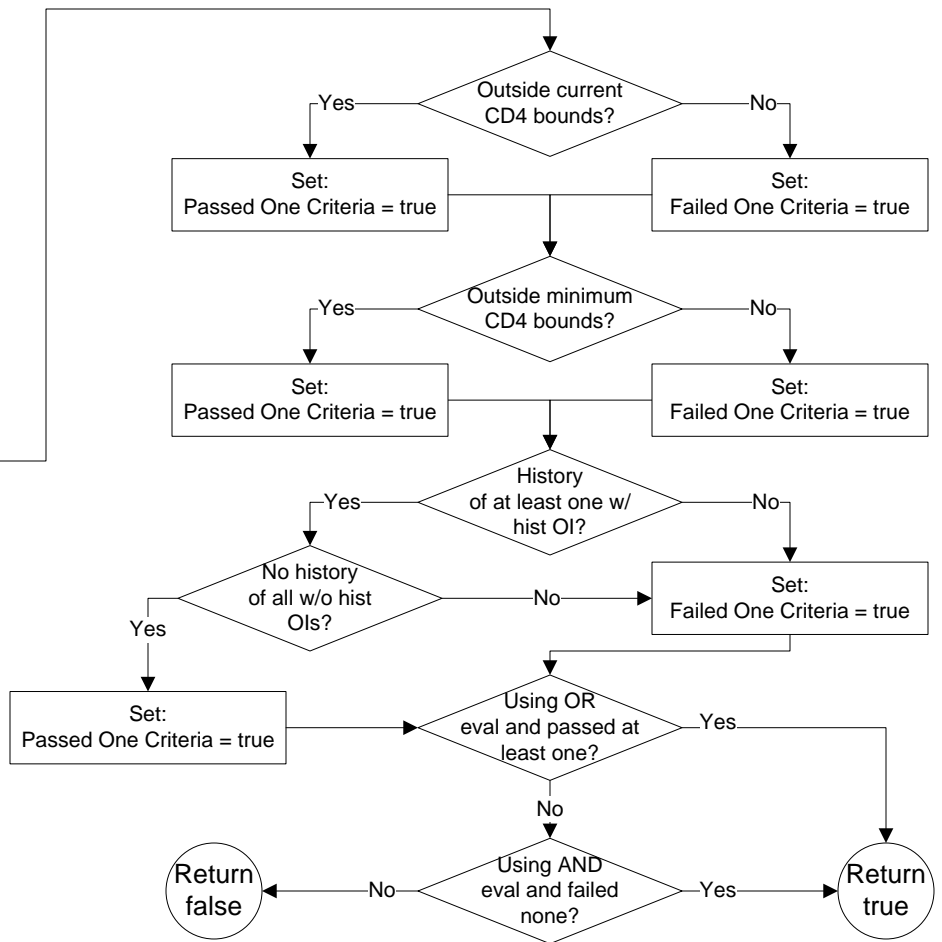 Outside current
CD4 bounds?
Yes
No
Set:
Passed One Criteria = true
Set:
Failed One Criteria = true
Outside minimum
CD4 bounds?
Yes
No
Set:
Passed One Criteria = true
Set:
Failed One Criteria = true
History
of at least one w/
hist OI?
Yes
No
No history
of all w/o hist
OIs?
No
Yes
Set:
Failed One Criteria = true
Set:
Passed One Criteria = true
Using OR
eval and passed at
least one?
Yes
No
Using AND
eval and failed
none?
No
Yes
Return
false
Return
true